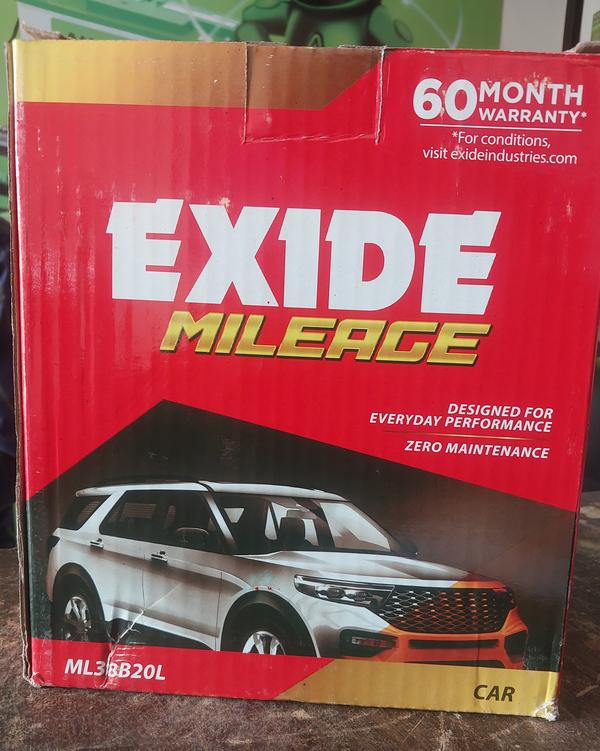 60 MONTH
WARRANTY*
*For conditions,
visit exideindustries.com
EXIDE
MILEAGE
DESIGNED FOR
EVERYDAY PERFORMANCE
ZERO MAINTENANCE
ML38B20L
CAR